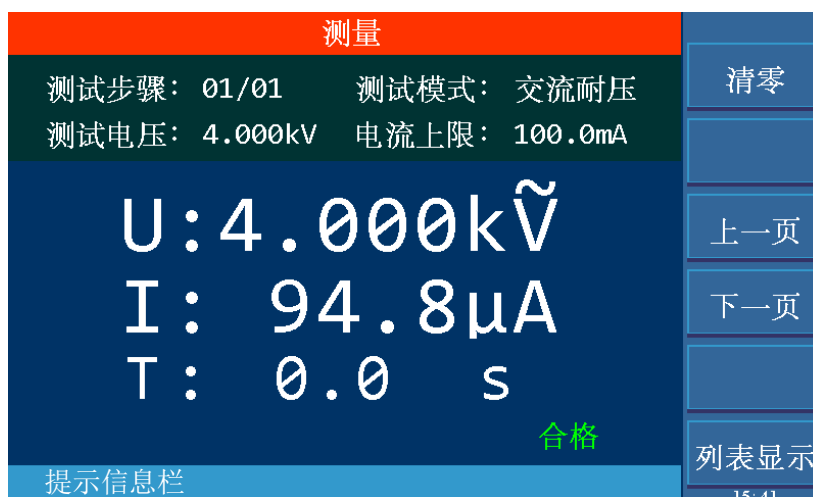 测量
测试步骤: 01/01 测试模式: 交流耐压
测试电压: 4.000kV 电流上限: 100.0mA
U:4.000kṼ
I: 94.8μA
T: 0.0 s
合格
提示信息栏
清零
上一页
下一页
列表显示
15:41